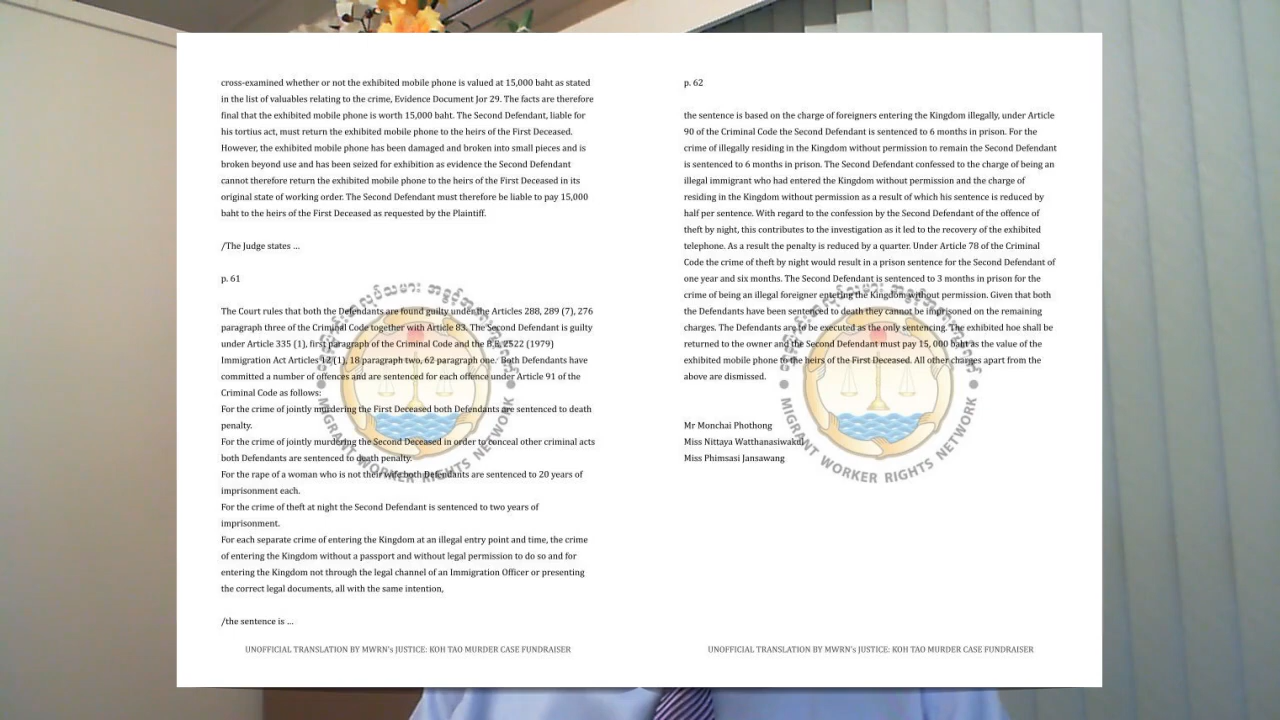 cross-examined whether or not the exhibited mobile phone is valued at 15,000 baht as stated
in the list of valuables relating to the crime, Evidence Document Jor 29. The facts are therefore
final that the exhibited mobile phone is worth 15,000 baht. The Second Defendant, liable for
his tortius act, must return the exhibited mobile phone to the heirs of the First Deceased.
However, the exhibited mobile phone has been damaged and broken into small pieces and is
broken beyond use and has been seized for exhibition as evidence the Second Defendant
cannot therefore return the exhibited mobile phone to the heirs of the First Deceased in its
original state of working order. The Second Defendant must therefore be liable to pay 15,000
baht to the heirs of the First Deceased as requested by the Plaintiff.
/The Judge states ...
p. 61
The Court rules that both the Defendants are found guilty under the Articles 288, 289 (7), 276
paragraph three of the Criminal Code together with Article 83. The Second Defendant is guilty
under Article 335 (1), first paragraph of the Criminal Code and the B.E. 2522 (1979)
Immigration Act Articles 12 (1), 18 paragraph two, 62 paragraph one. Both Defendants have
committed a number of offences and are sentenced for each offence under Article 91 of the
Criminal Code as follows:
For the crime of jointly murdering the First Deceased both Defendants are sentenced to death
penalty.
For the crime of jointly murdering the Second Deceased in order to conceal other criminal acts
both Defendants are sentenced to death penalty.
For the rape of a woman who is not their wife both Defendants are sentenced to 20 years of
imprisonment each.
For the crime of theft at night the Second Defendant is sentenced to two years of
imprisonment.
For each separate crime of entering the Kingdom at an illegal entry point and time, the crime
of entering the Kingdom without a passport and without legal permission to do so and for
entering the Kingdom not through the legal channel of an Immigration Officer or presenting
the correct legal documents, all with the same intention,
/the sentence is ...
MIGRANT WORKER RIGHTS NETWORK
UNOFFICIAL TRANSLATION BY MWRN's JUSTICE: KOH TAO MURDER CASE FUNDRAISER
p. 62
the sentence is based on the charge of foreigners entering the Kingdom illegally, under Article
90 of the Criminal Code the Second Defendant is sentenced to 6 months in prison. For the
crime of illegally residing in the Kingdom without permission to remain the Second Defendant
is sentenced to 6 months in prison. The Second Defendant confessed to the charge of being an
illegal immigrant who had entered the Kingdom without permission and the charge of
residing in the Kingdom without permission as a result of which his sentence is reduced by
half per sentence. With regard to the confession by the Second Defendant of the offence of
theft by night, this contributes to the investigation as it led to the recovery of the exhibited
telephone. As a result the penalty is reduced by a quarter. Under Article 78 of the Criminal
Code the crime of theft by night would result in a prison sentence for the Second Defendant of
one year and six months. The Second Defendant is sentenced to 3 months in prison for the
crime of being an illegal foreigner entering the Kingdom without permission. Given that both
the Defendants have been sentenced to death they cannot be imprisoned on the remaining
charges. The Defendants are to be executed as the only sentencing. The exhibited hoe shall be
returned to the owner and the Second Defendant must pay 15, 000 baht as the value of the
exhibited mobile phone to the heirs of the First Deceased. All other charges apart from the
above are dismissed.
Mr Monchai Phothong
Miss Nittaya Watthanasiwakul
Miss Phimsasi Jansawang
MIGRANT WORKER RIGHTS NETWORK
UNOFFICIAL TRANSLATION BY MWRN's JUSTICE: KOH TAO MURDER CASE FUNDRAISER